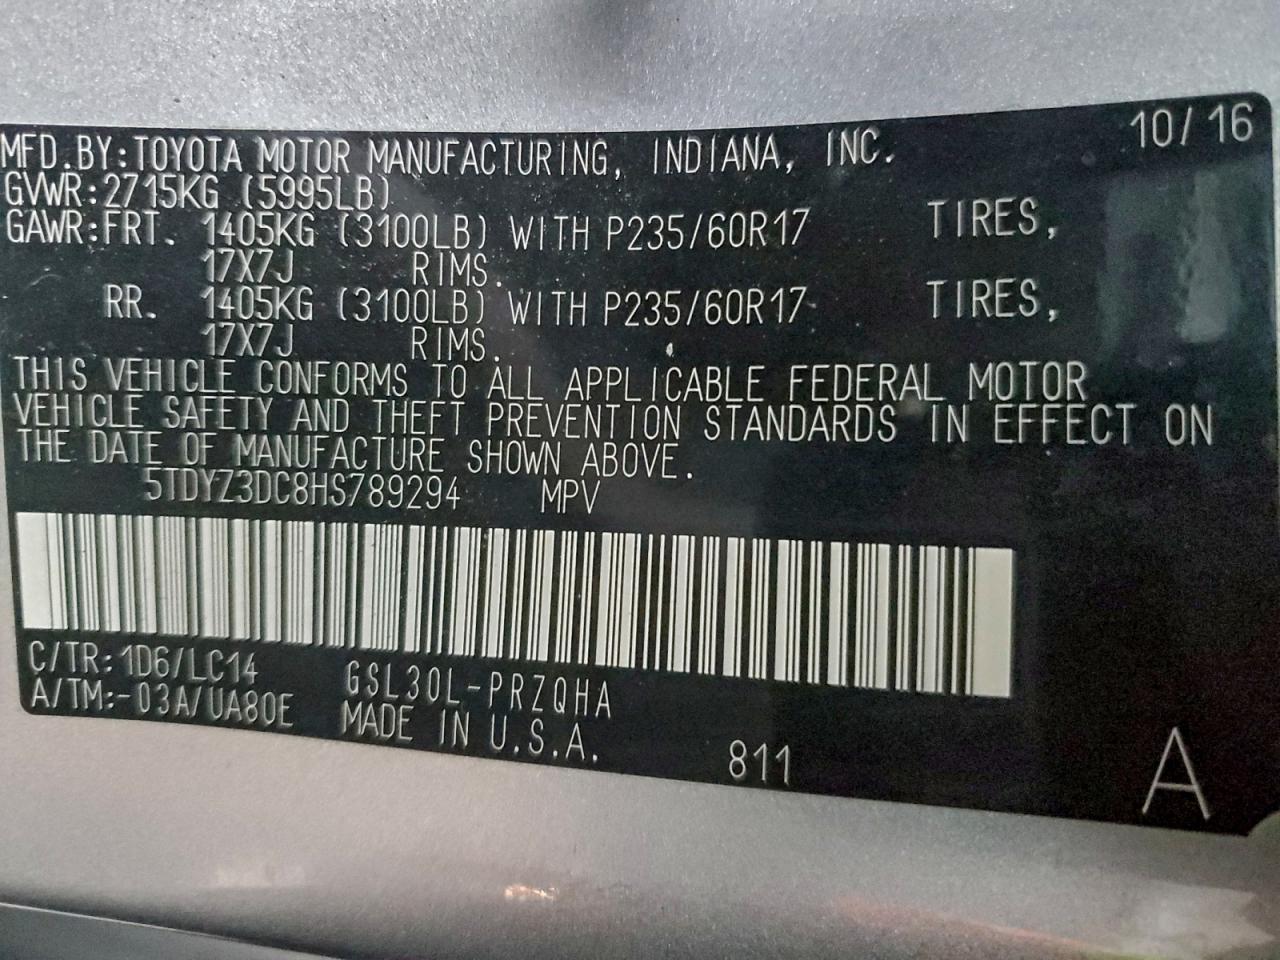 10/16
MFD.BY:TOYOTA MOTOR MANUFACTURING, INDIANA, INC.
GVWR:2715KG (5995LB)
GAWR:FRT. 1405KG (3100LB) WITH P235/60R17 TIRES,
17X7J RIMS.
RR. 1405KG (3100LB) WITH P235/60R17 TIRES,
17X7J RIMS.
THIS VEHICLE CONFORMS TO ALL APPLICABLE FEDERAL MOTOR
VEHICLE SAFETY AND THEFT PREVENTION STANDARDS IN EFFECT ON
THE DATE OF MANUFACTURE SHOWN ABOVE.
5TDYZ3DC8HS789294 MPV
C/TR:1D6/LC14 GSL30L-PRZQHA
A/TM:-03A/UA80E MADE IN U.S.A.
811
A